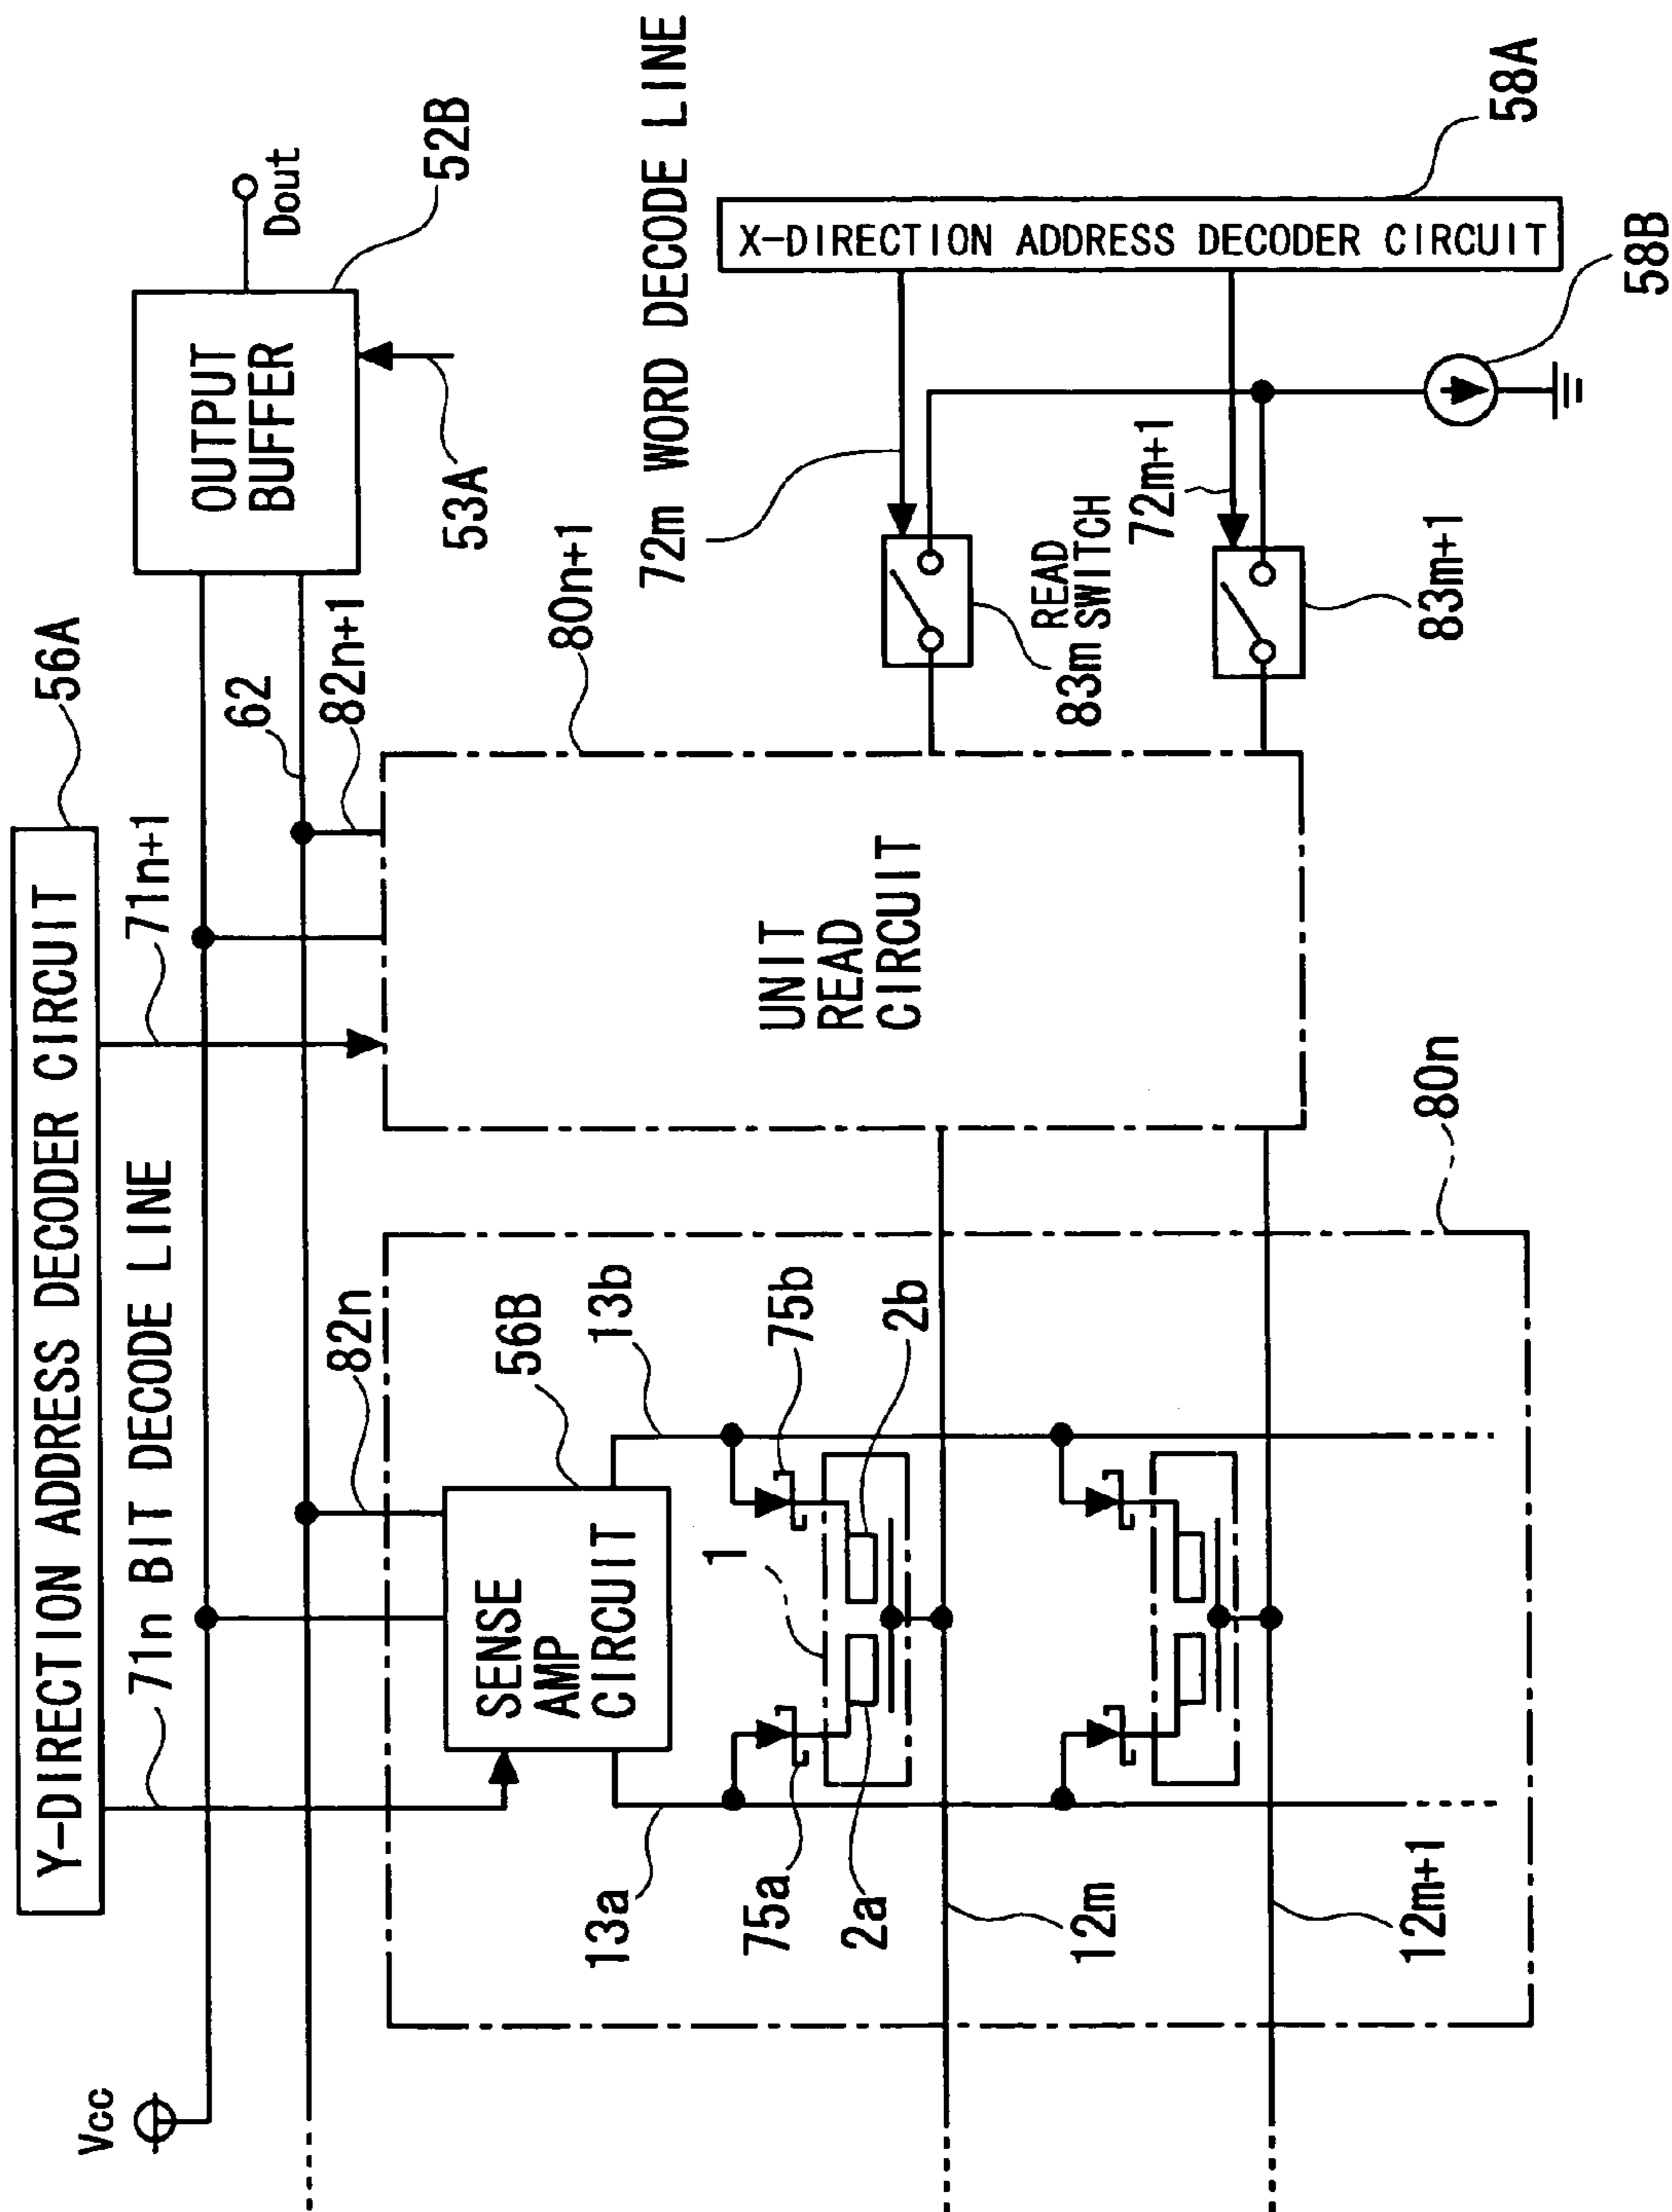 Y-DIRECTION ADDRESS DECODER CIRCUIT
56A
Vcc
71n BIT DECODE LINE
71n+1
62
82n
82n+1
OUTPUT
BUFFER
Dout
52B
53A
SENSE
AMP
CIRCUIT
56B
13a
13b
1
75a
75b
2a
2b
12m
12m+1
80n
UNIT
READ
CIRCUIT
80n+1
72m WORD DECODE LINE
83m READ
SWITCH
72m+1
83m+1
X-DIRECTION ADDRESS DECODER CIRCUIT
58A
58B